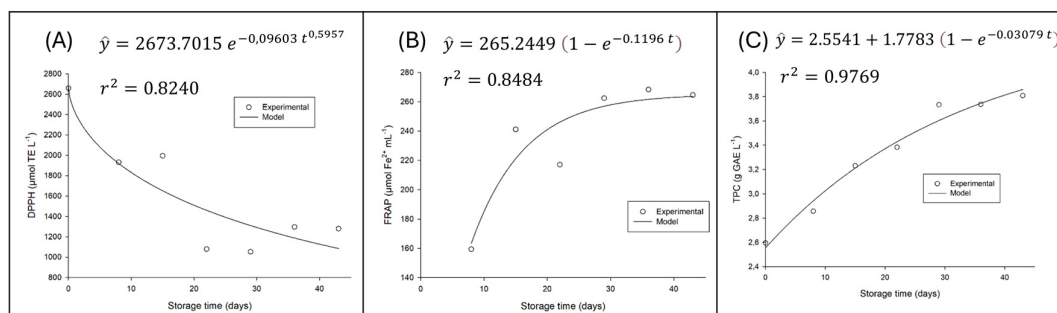 (A) ŷ = 2673.7015 e^{−0,09603 t^{0,5957}}
r² = 0.8240
2800
2600
2400
2200
2000
1800
1600
1400
1200
1000
800
DPPH (µmol TE L⁻¹)
Experimental
Model
0 10 20 30 40
Storage time (days)
(B) ŷ = 265.2449 (1 − e^{−0.1196 t})
r² = 0.8484
280
260
240
220
200
180
160
140
FRAP (µmol Fe²⁺ mL⁻¹)
Experimental
Model
0 10 20 30 40
Storage time (days)
(C) ŷ = 2.5541 + 1.7783 (1 − e^{−0.03079 t})
r² = 0.9769
4,0
3,8
3,6
3,4
3,2
3,0
2,8
2,6
2,4
TPC (g GAE L⁻¹)
Experimental
Model
0 10 20 30 40
Storage time (days)